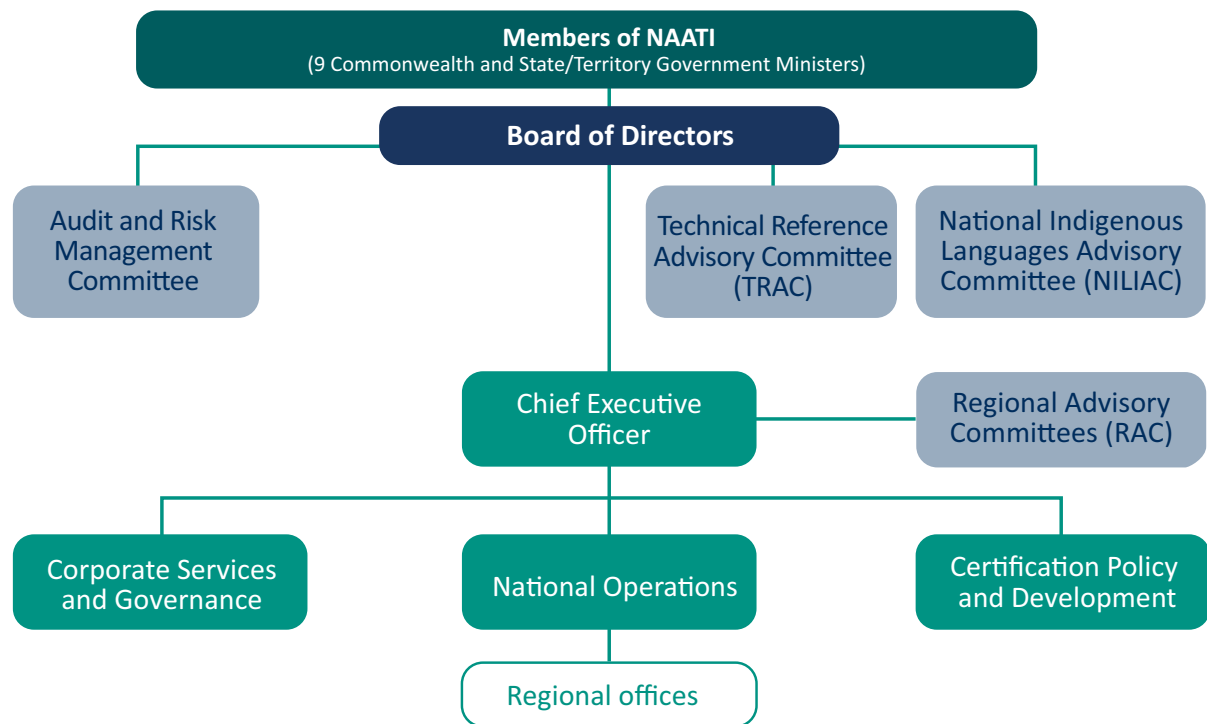 Members of NAATI
(9 Commonwealth and State/Territory Government Ministers)
Board of Directors
Audit and Risk
Management
Committee
Technical Reference
Advisory Committee
(TRAC)
National Indigenous
Languages Advisory
Committee (NILIAC)
Chief Executive
Officer
Regional Advisory
Committees (RAC)
Corporate Services
and Governance
National Operations
Certification Policy
and Development
Regional offices